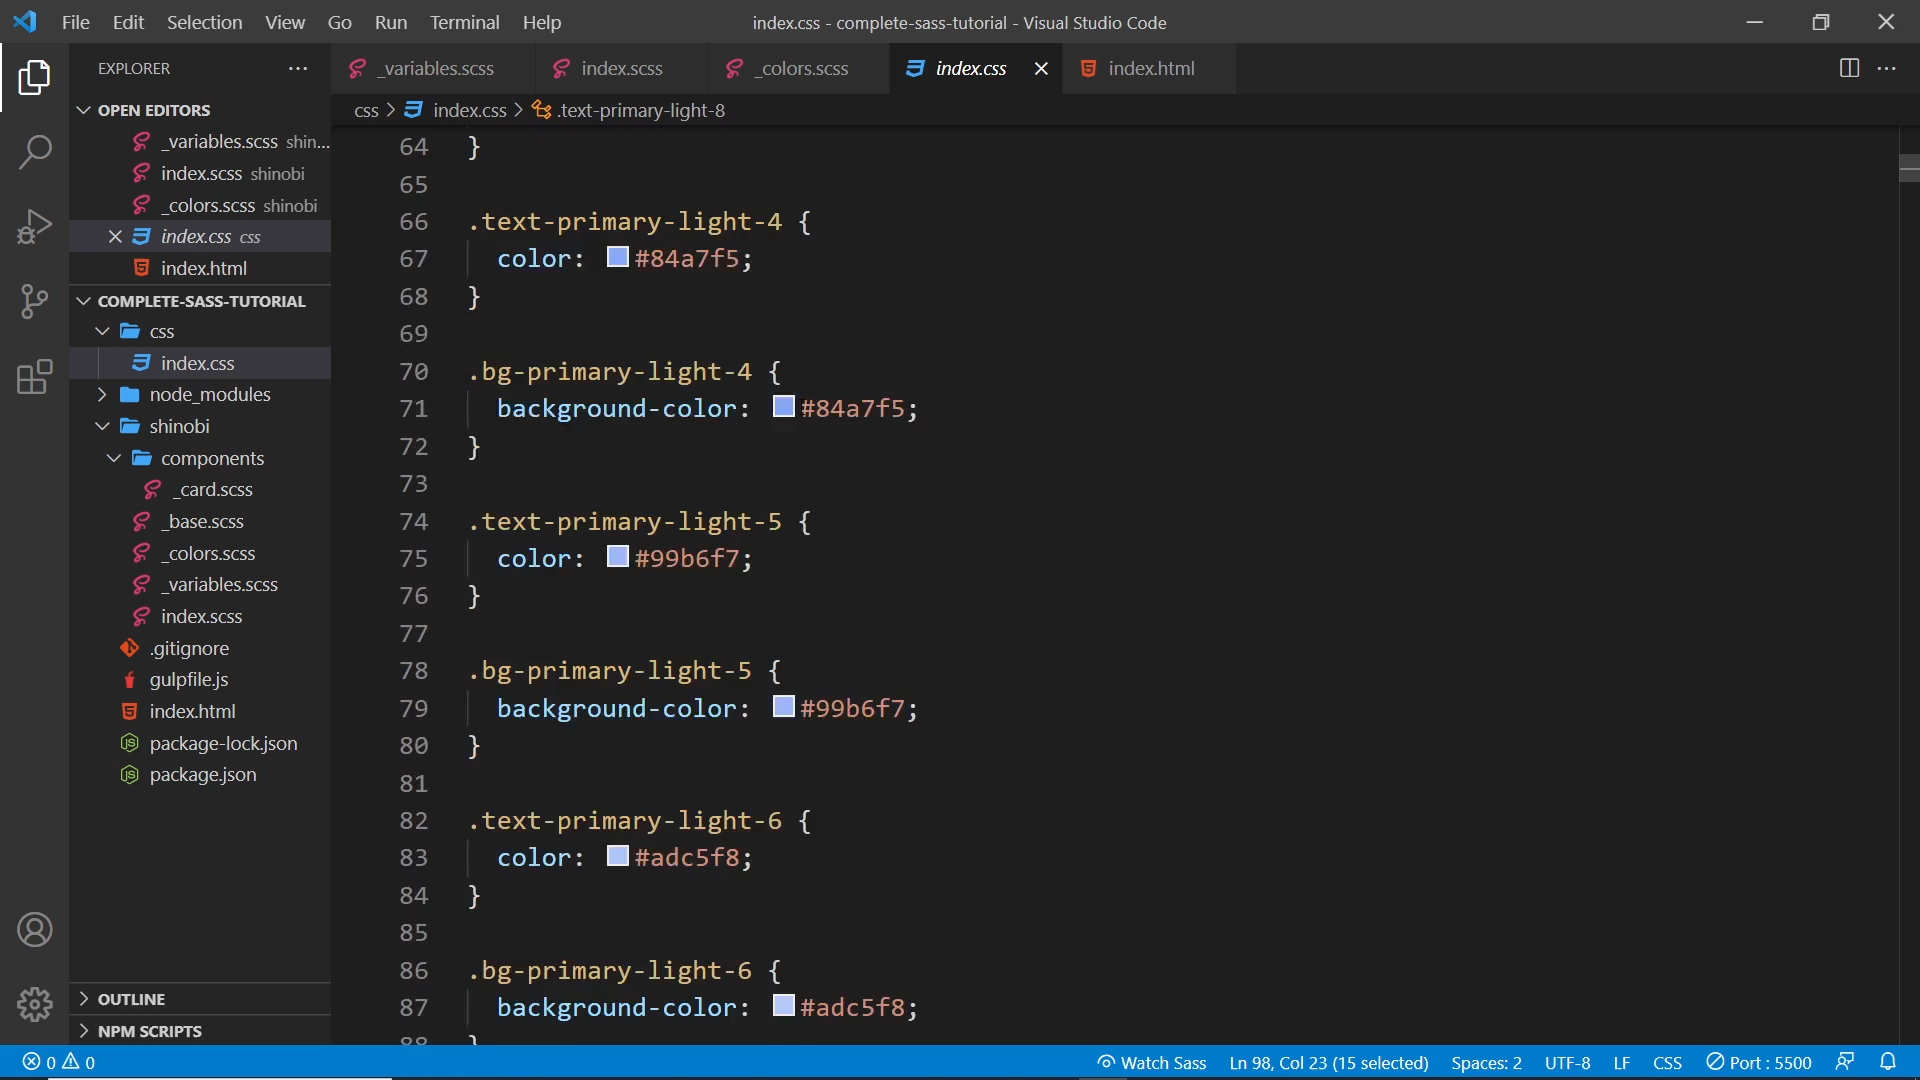 File Edit Selection View Go Run Terminal Help
index.css - complete-sass-tutorial - Visual Studio Code
EXPLORER
_variables.scss
index.scss
_colors.scss
index.css
index.html
css > index.css > .text-primary-light-8
OPEN EDITORS
_variables.scss shin...
index.scss shinobi
_colors.scss shinobi
index.css css
index.html
COMPLETE-SASS-TUTORIAL
css
index.css
node_modules
shinobi
components
_card.scss
_base.scss
_colors.scss
_variables.scss
index.scss
.gitignore
gulpfile.js
index.html
package-lock.json
package.json
OUTLINE
NPM SCRIPTS
64 }
65
66 .text-primary-light-4 {
67 color: #84a7f5;
68 }
69
70 .bg-primary-light-4 {
71 background-color: #84a7f5;
72 }
73
74 .text-primary-light-5 {
75 color: #99b6f7;
76 }
77
78 .bg-primary-light-5 {
79 background-color: #99b6f7;
80 }
81
82 .text-primary-light-6 {
83 color: #adc5f8;
84 }
85
86 .bg-primary-light-6 {
87 background-color: #adc5f8;
88 }
0 0
Watch Sass
Ln 98, Col 23 (15 selected)
Spaces: 2
UTF-8
LF
CSS
Port : 5500